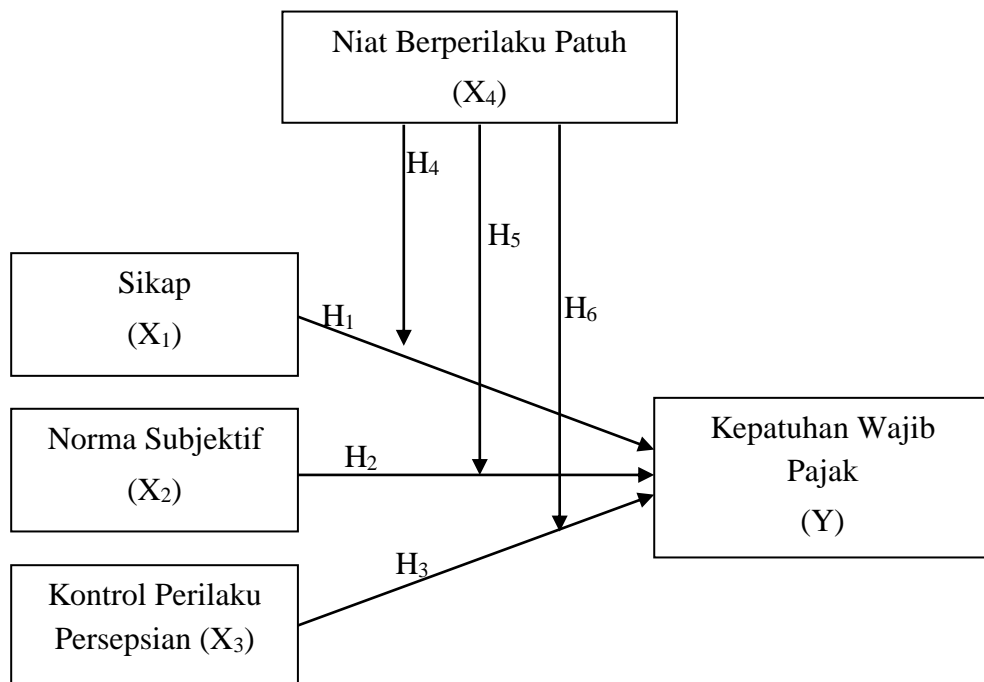 Niat Berperilaku Patuh
(X₄)
H₄
H₅
H₆
Sikap
(X₁)
H₁
Norma Subjektif
(X₂)
H₂
Kepatuhan Wajib
Pajak
(Y)
H₃
Kontrol Perilaku
Persepsian (X₃)